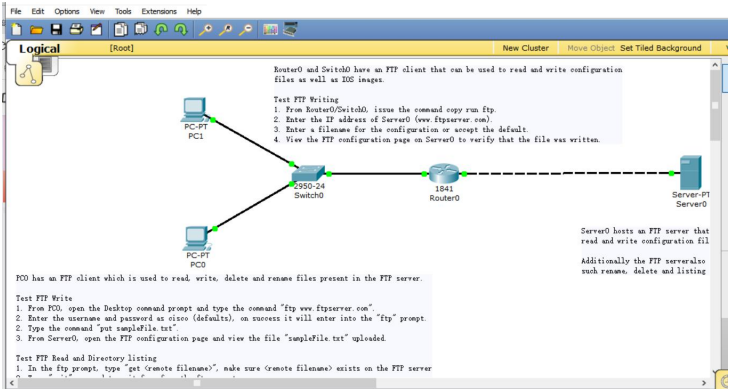 File Edit Options View Tools Extensions Help
Logical [Root] New Cluster Move Object Set Tiled Background
Router0 and Switch0 have an FTP client that can be used to read and write configuration
files as well as IOS images.
Test FTP Writing
1. From Router0/Switch0, issue the command copy run ftp.
2. Enter the IP address of Server0 (www.ftpserver.com).
3. Enter a filename for the configuration or accept the default.
4. View the FTP configuration page on Server0 to verify that the file was written.
PC-PT
PC1
2950-24
Switch0
1841
Router0
Server-PT
Server0
PC-PT
PC0
Server0 hosts an FTP server that
read and write configuration fil
Additionally the FTP serveralso
such rename, delete and listing
PC0 has an FTP client which is used to read, write, delete and rename files present in the FTP server.
Test FTP Write
1. From PC0, open the Desktop command prompt and type the command "ftp www.ftpserver.com".
2. Enter the username and password as cisco (defaults), on success it will enter into the "ftp" prompt.
2. Type the command "put sampleFile.txt".
3. From Server0, open the FTP configuration page and view the file "sampleFile.txt" uploaded.
Test FTP Read and Directory listing
1. In the ftp prompt, type "get <remote filename>", make sure <remote filename> exists on the FTP server